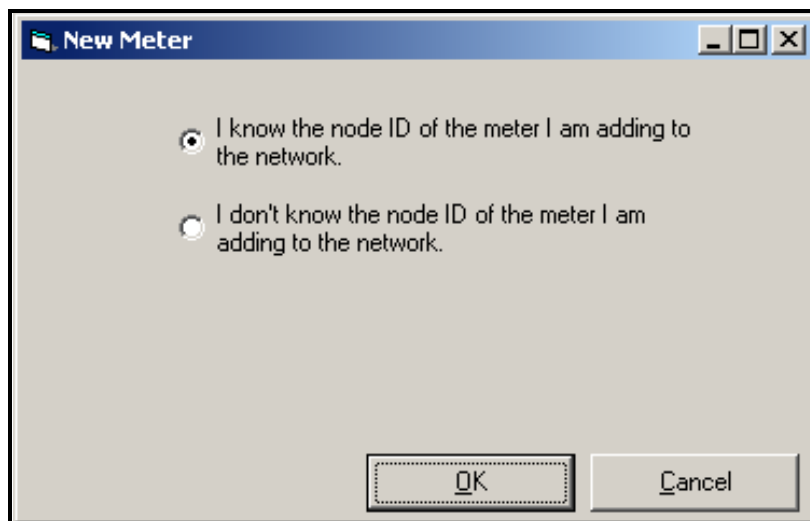 New Meter
I know the node ID of the meter I am adding to
the network.
I don't know the node ID of the meter I am
adding to the network.
OK
Cancel